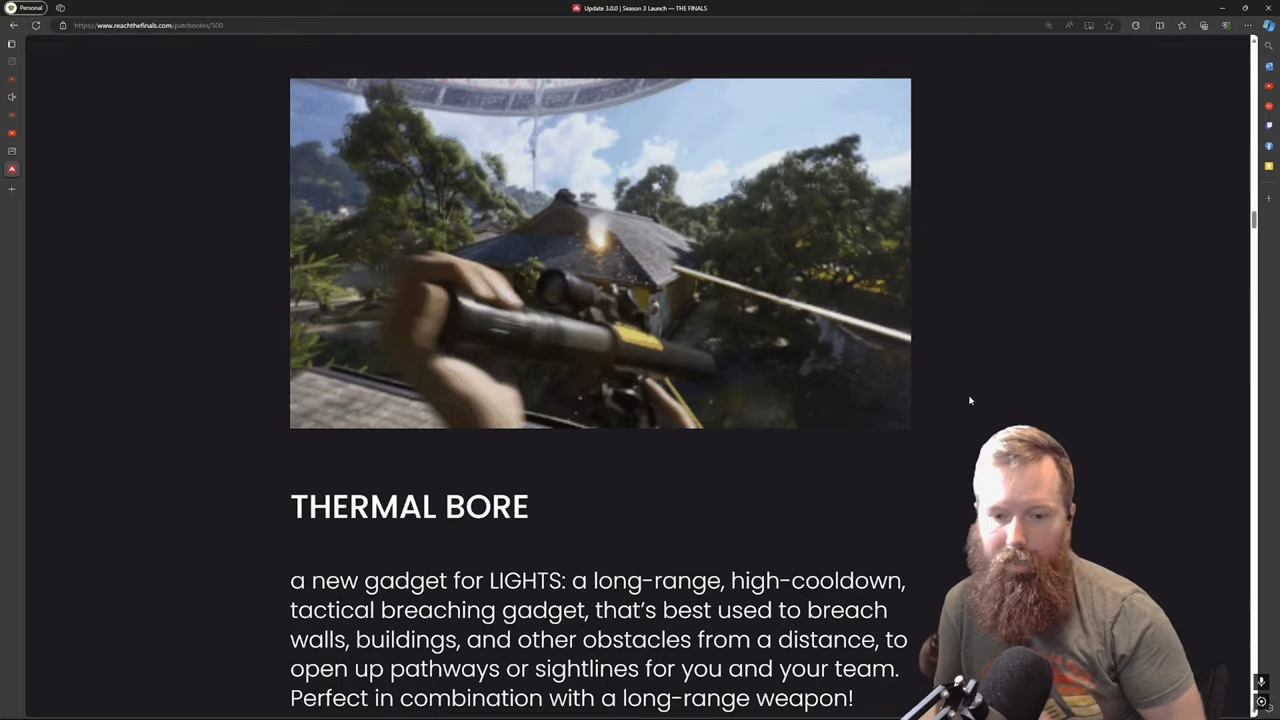 Personal
Update 3.0.0 | Season 3 Launch — THE FINALS
https://www.reachthefinals.com/patchnotes/300
THERMAL BORE
a new gadget for LIGHTS: a long-range, high-cooldown,
tactical breaching gadget, that's best used to breach
walls, buildings, and other obstacles from a distance, to
open up pathways or sightlines for you and your team.
Perfect in combination with a long-range weapon!